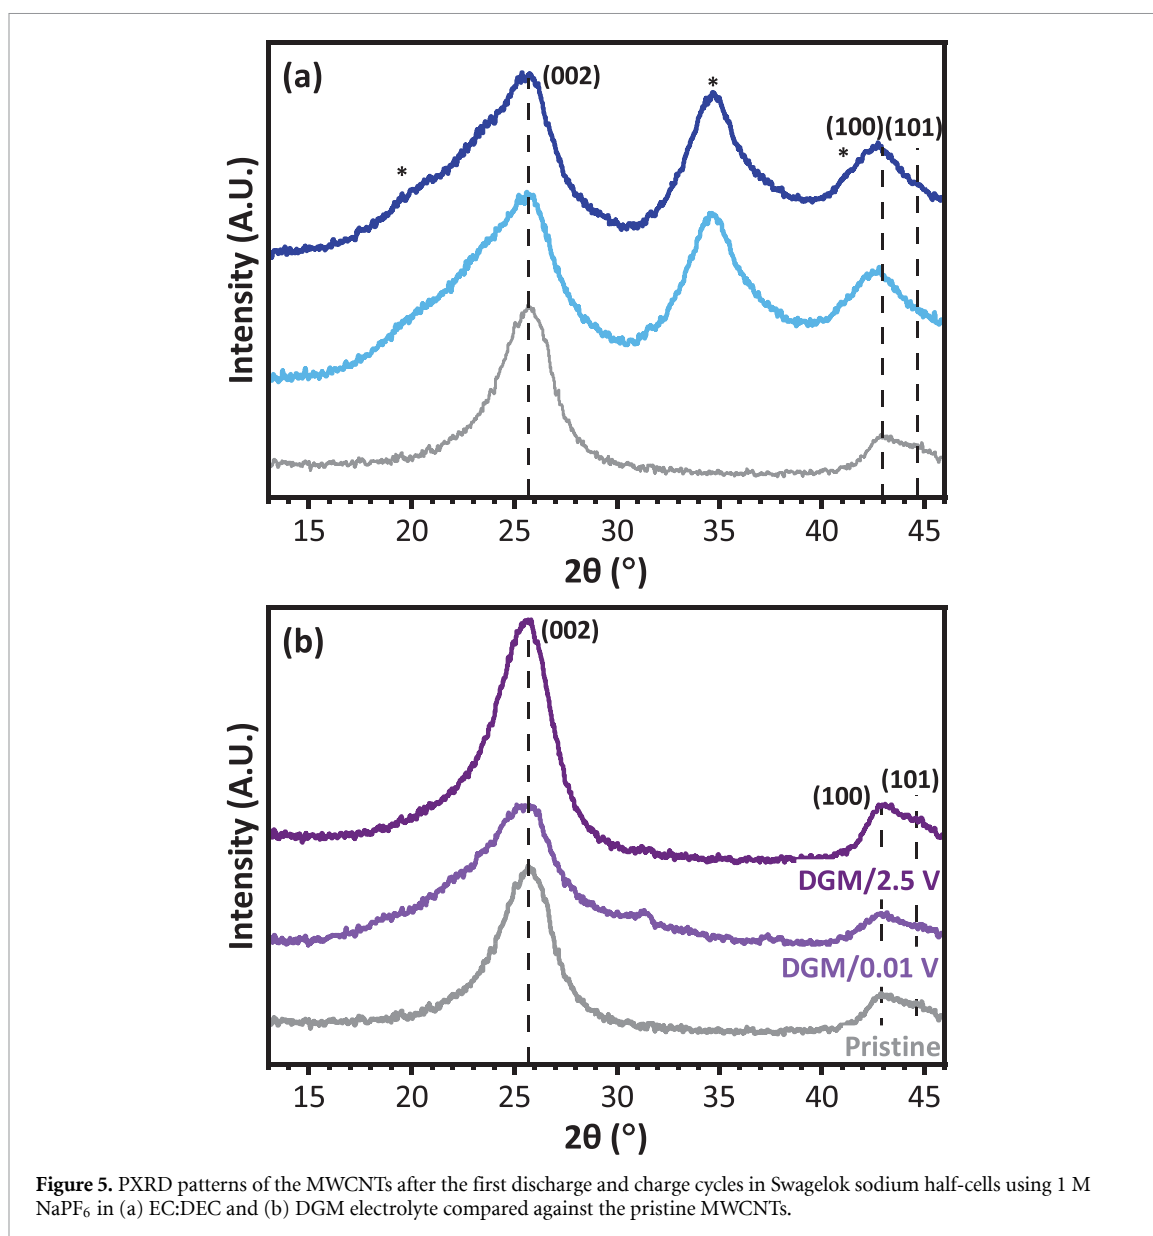 (a)
(002)
*
*
*
(100)(101)
Intensity (A.U.)
15 20 25 30 35 40 45
2θ (°)
(b)
(002)
(100)
(101)
DGM/2.5 V
DGM/0.01 V
Pristine
Intensity (A.U.)
15 20 25 30 35 40 45
2θ (°)
Figure 5. PXRD patterns of the MWCNTs after the first discharge and charge cycles in Swagelok sodium half-cells using 1 M
NaPF₆ in (a) EC:DEC and (b) DGM electrolyte compared against the pristine MWCNTs.